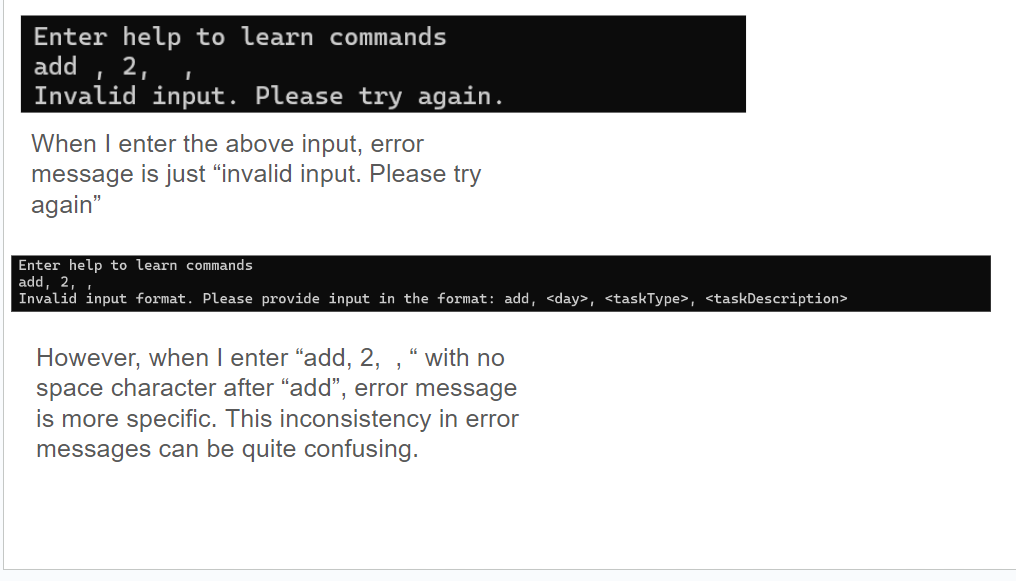 Enter help to learn commands
add , 2,  ,
Invalid input. Please try again.
When I enter the above input, error
message is just “invalid input. Please try
again”
Enter help to learn commands
add, 2, ,
Invalid input format. Please provide input in the format: add, <day>, <taskType>, <taskDescription>
However, when I enter “add, 2,  , “ with no
space character after “add”, error message
is more specific. This inconsistency in error
messages can be quite confusing.